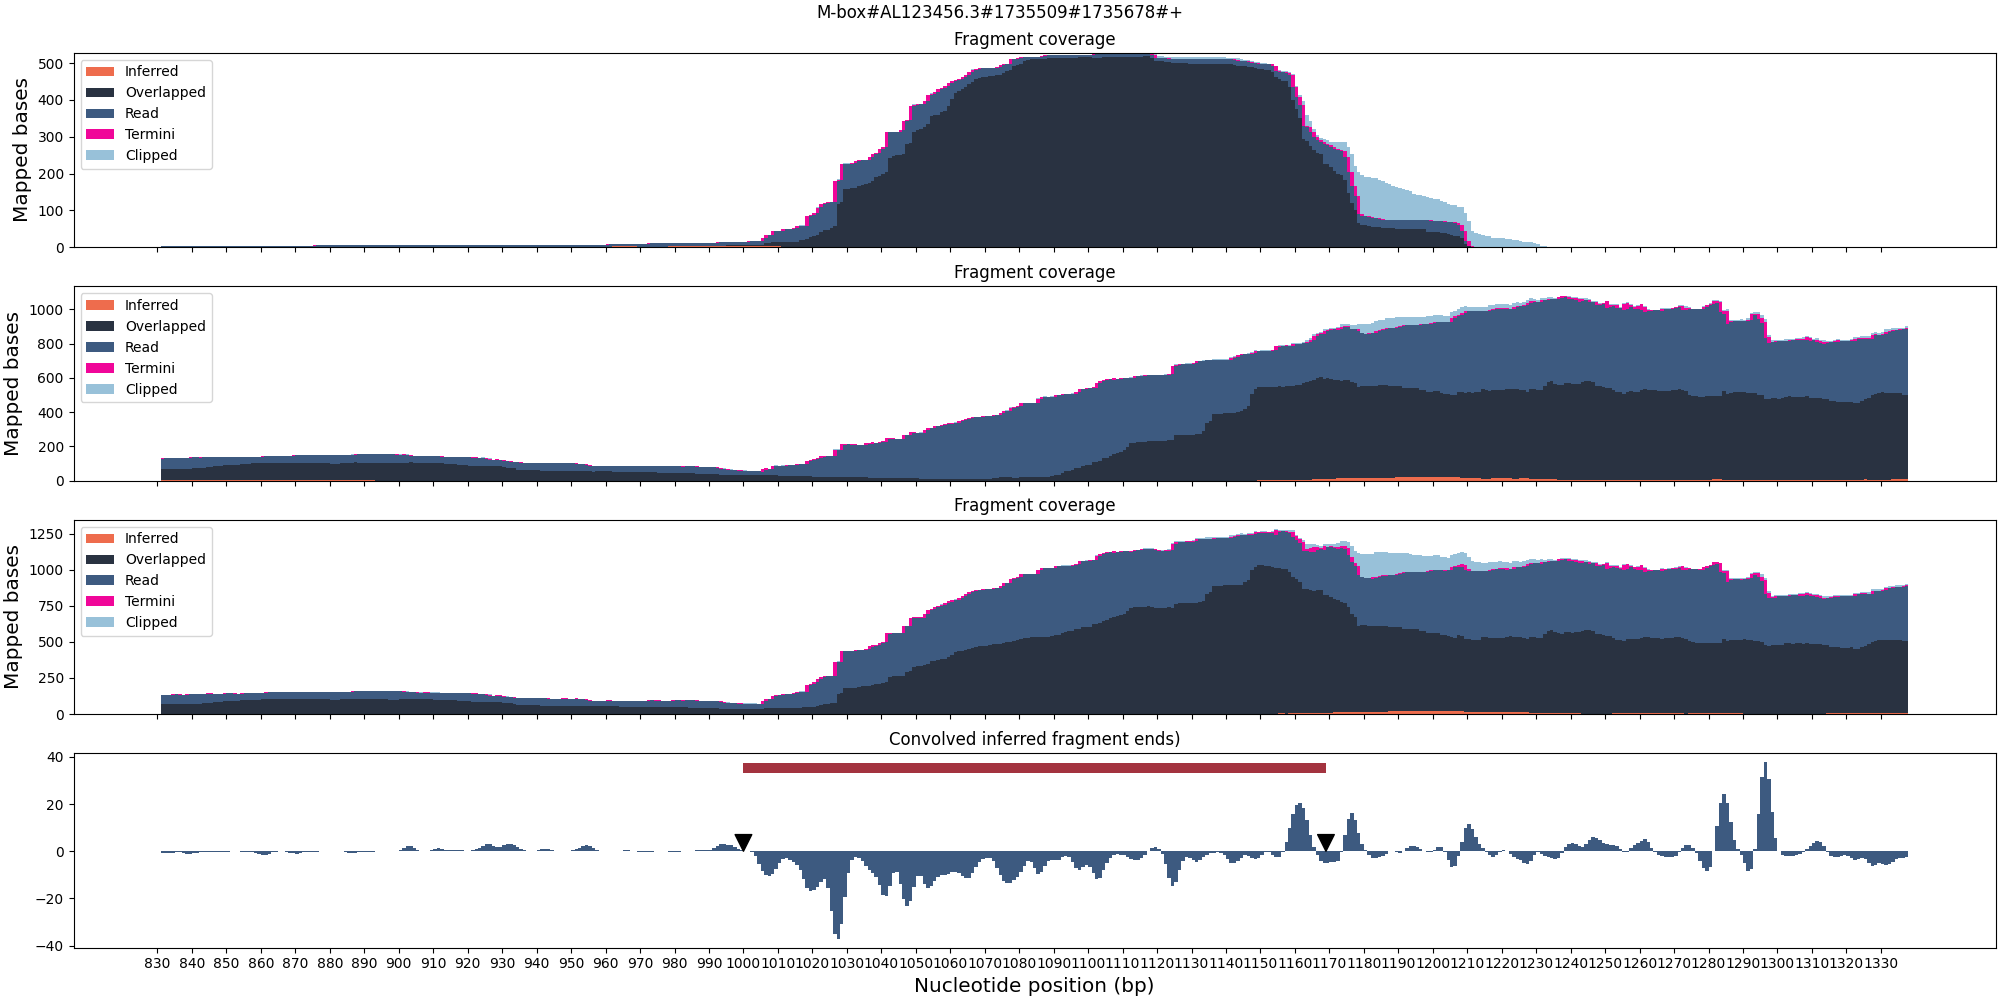 M-box#AL123456.3#1735509#1735678#+
Fragment coverage
Mapped bases
500
400
300
200
100
0
Inferred
Overlapped
Read
Termini
Clipped
Fragment coverage
Mapped bases
1000
800
600
400
200
0
Inferred
Overlapped
Read
Termini
Clipped
Fragment coverage
Mapped bases
1250
1000
750
500
250
0
Inferred
Overlapped
Read
Termini
Clipped
Convolved inferred fragment ends)
40
20
0
−20
−40
830 840 850 860 870 880 890 900 910 920 930 940 950 960 970 980 990 1000 1010 1020 1030 1040 1050 1060 1070 1080 1090 1100 1110 1120 1130 1140 1150 1160 1170 1180 1190 1200 1210 1220 1230 1240 1250 1260 1270 1280 1290 1300 1310 1320 1330
Nucleotide position (bp)